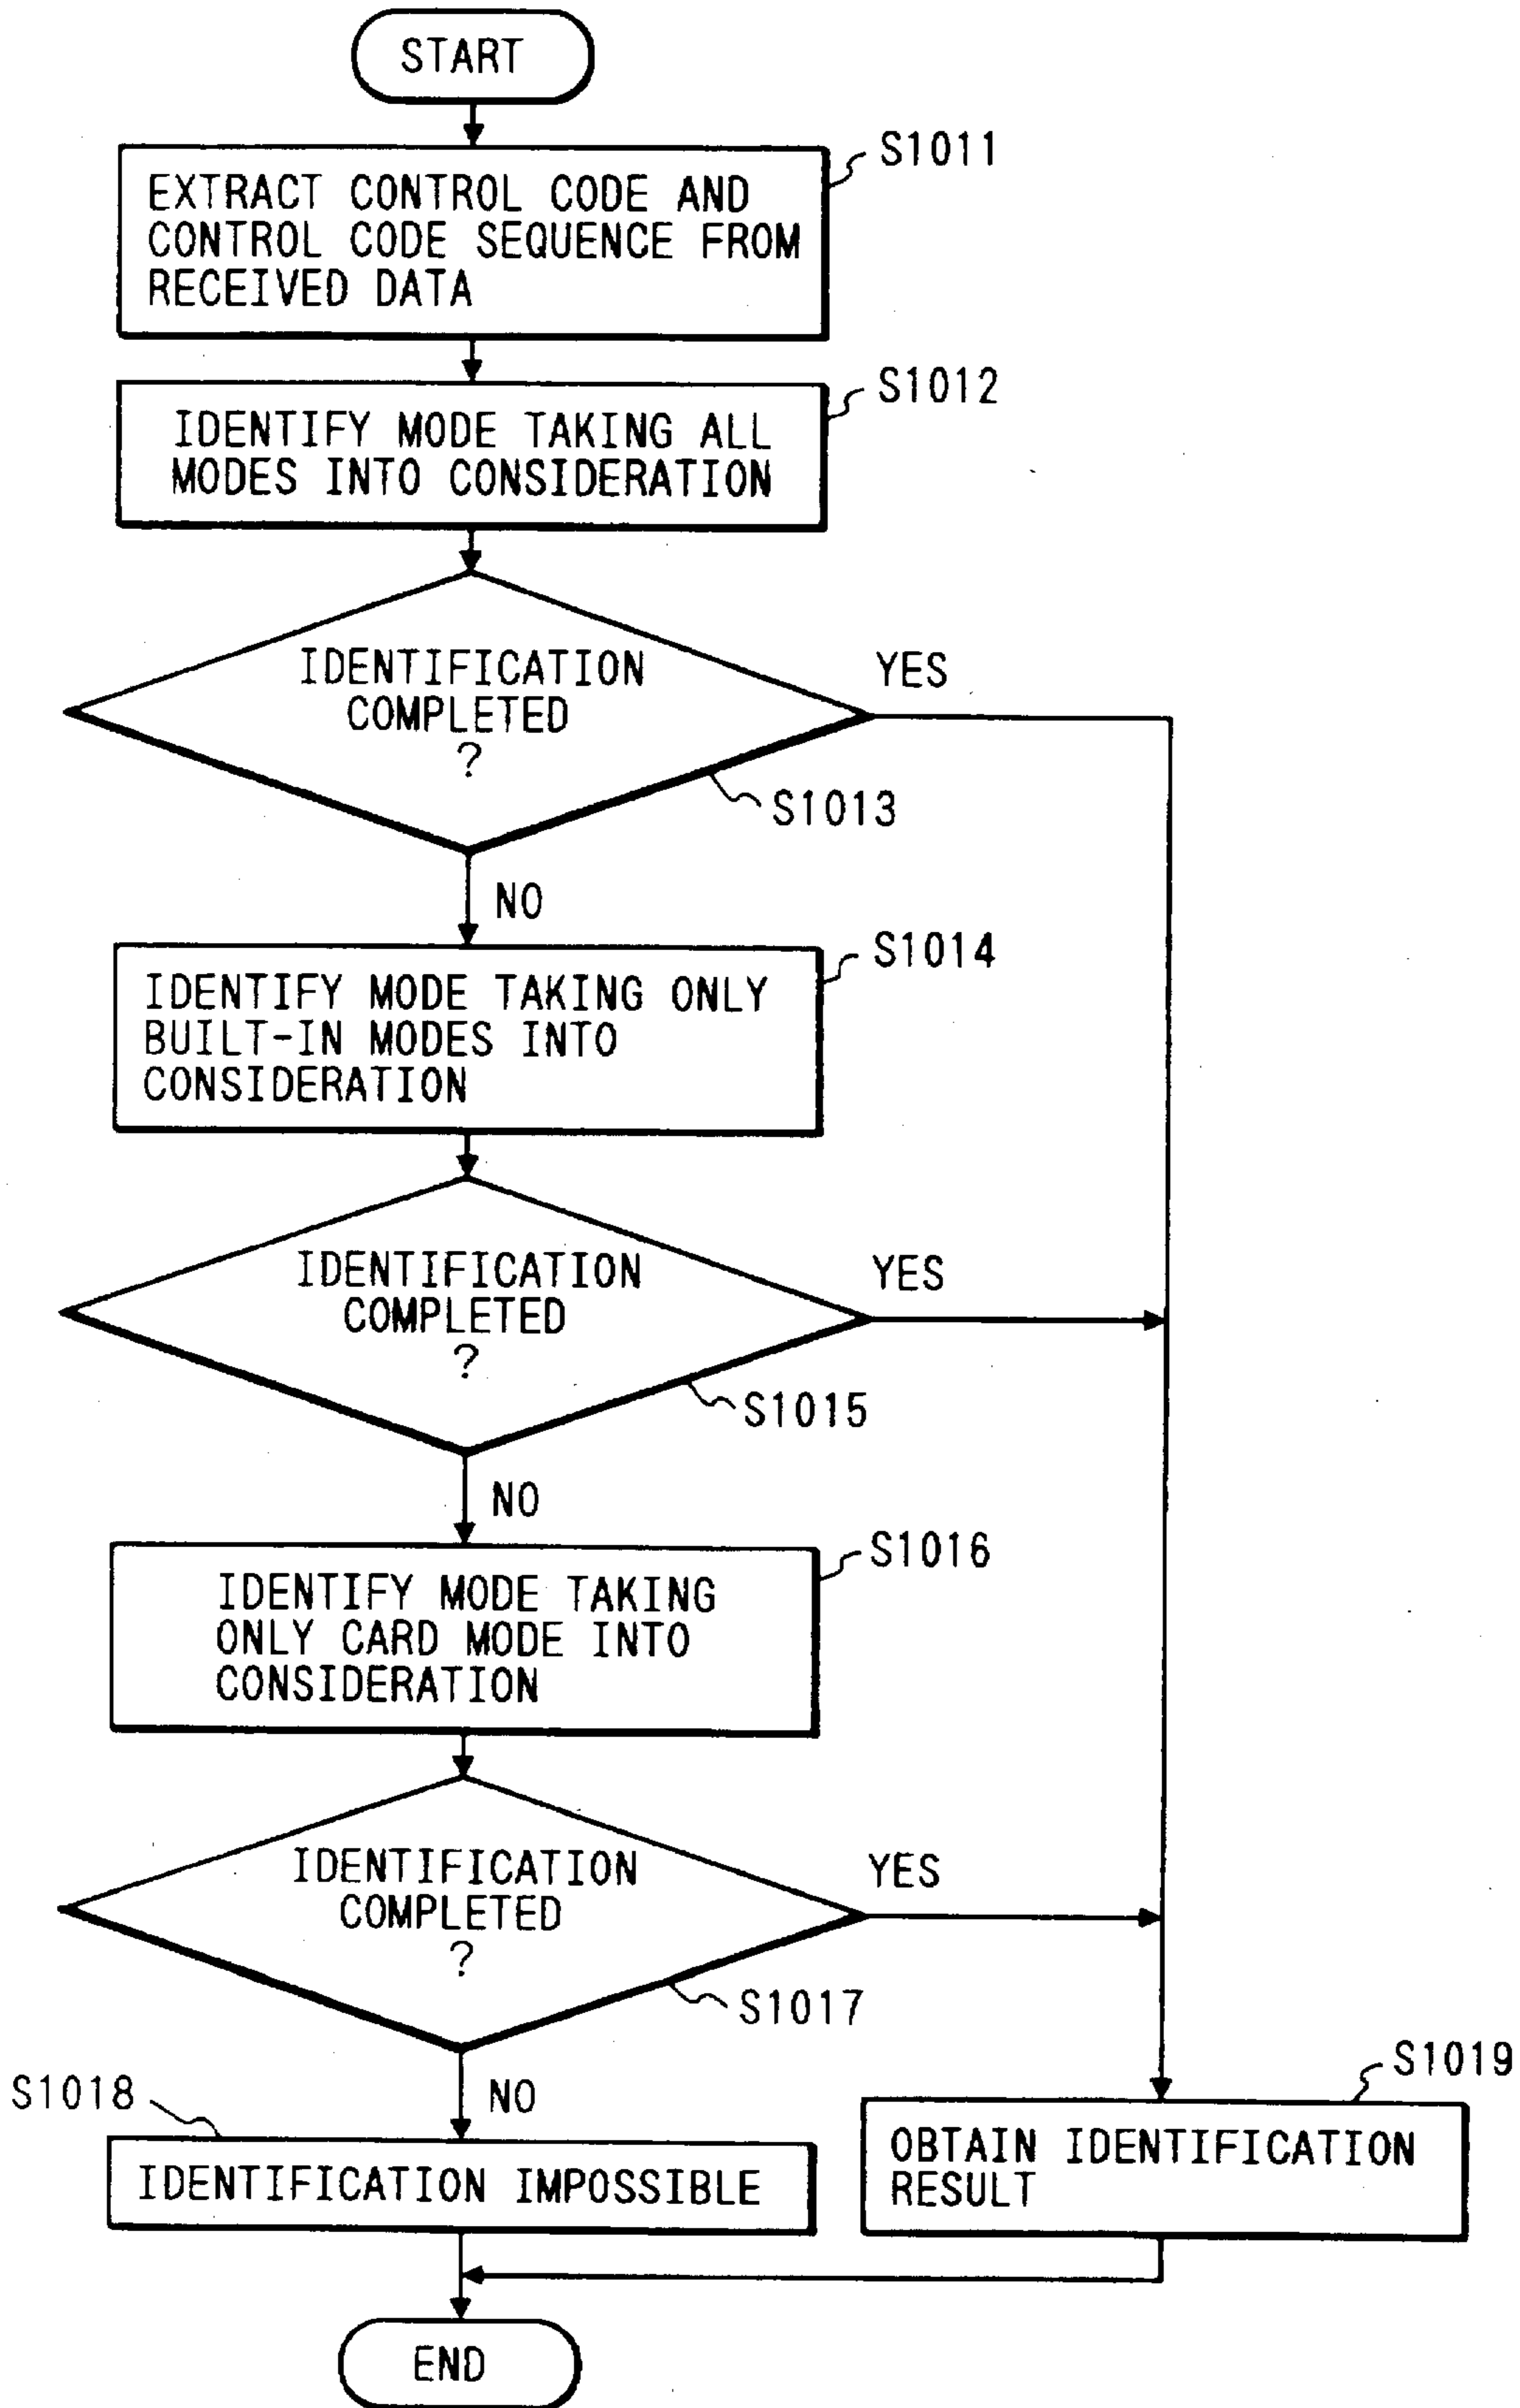 START
S1011
EXTRACT CONTROL CODE AND
CONTROL CODE SEQUENCE FROM
RECEIVED DATA
S1012
IDENTIFY MODE TAKING ALL
MODES INTO CONSIDERATION
IDENTIFICATION
COMPLETED
?
YES
S1013
NO
S1014
IDENTIFY MODE TAKING ONLY
BUILT-IN MODES INTO
CONSIDERATION
IDENTIFICATION
COMPLETED
?
YES
S1015
NO
S1016
IDENTIFY MODE TAKING
ONLY CARD MODE INTO
CONSIDERATION
IDENTIFICATION
COMPLETED
?
YES
S1017
NO
S1018
IDENTIFICATION IMPOSSIBLE
S1019
OBTAIN IDENTIFICATION
RESULT
END